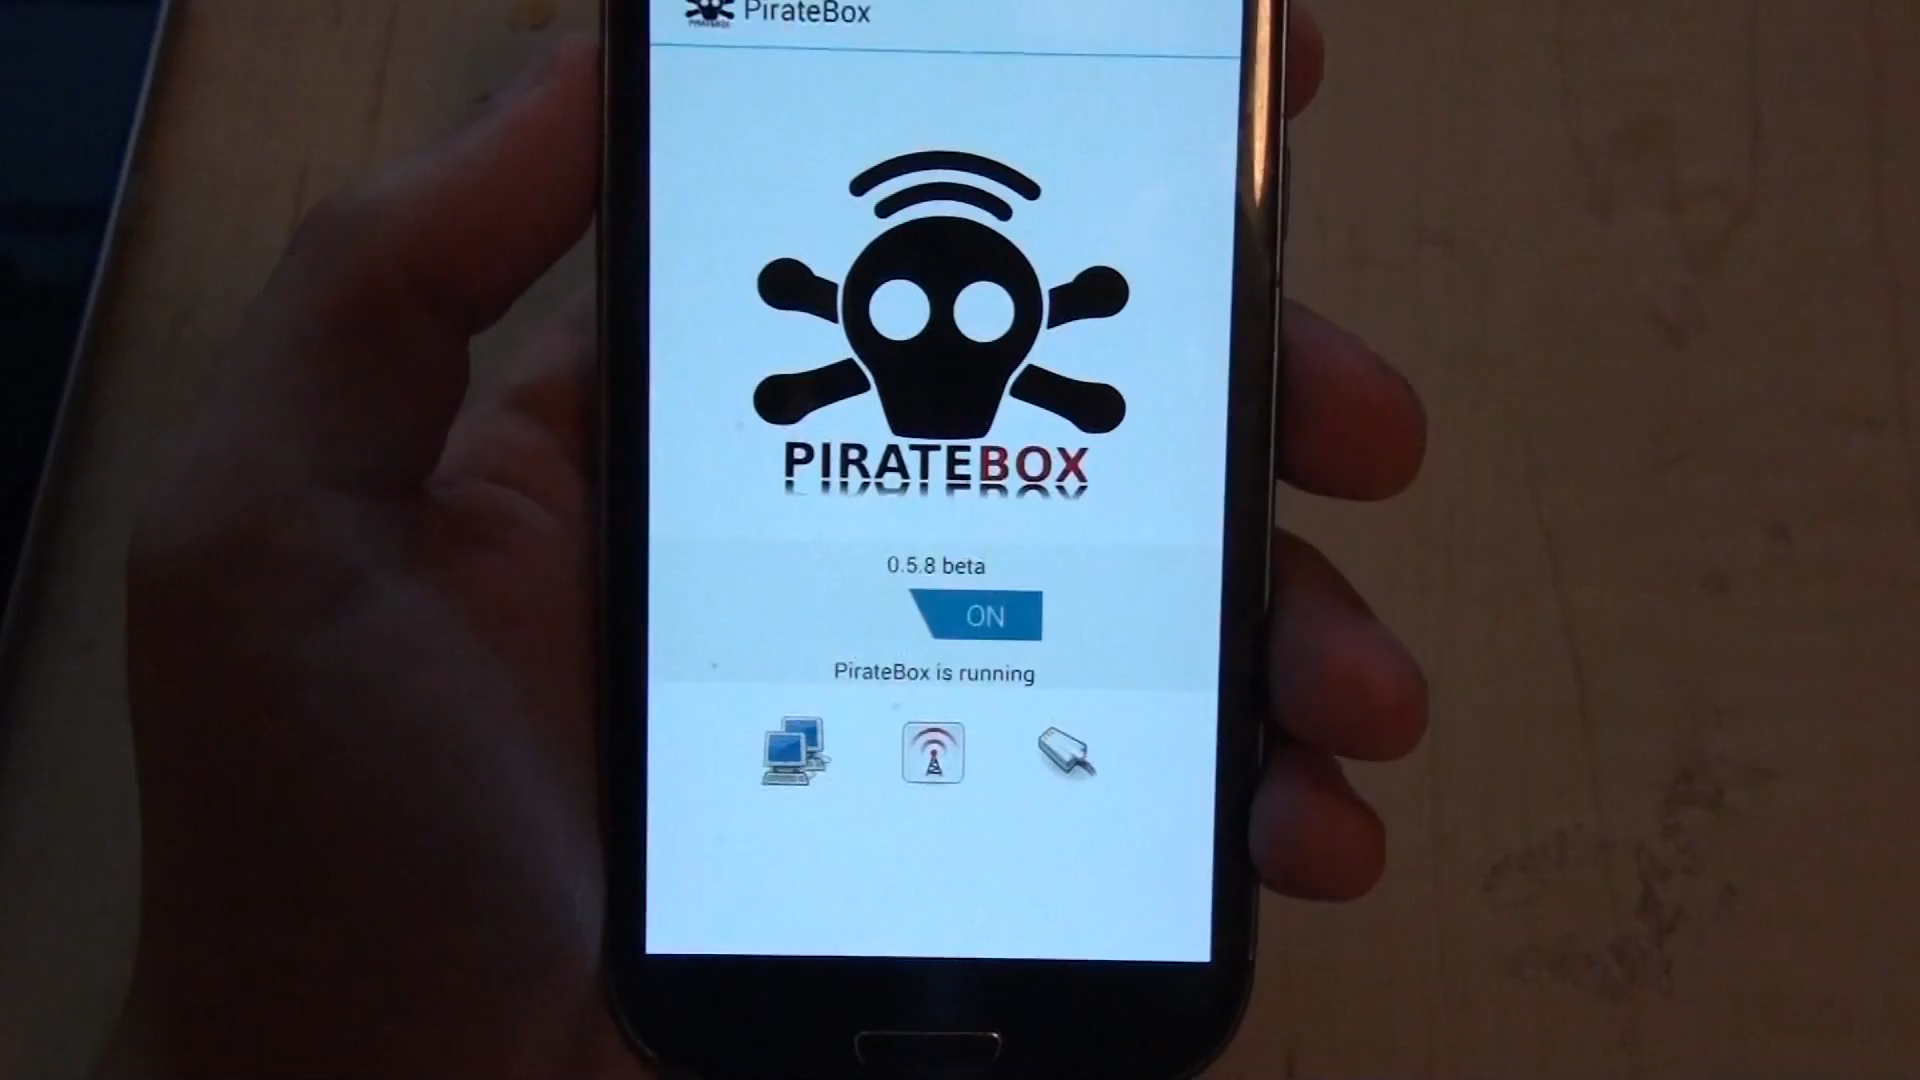 PirateBox
PIRATEBOX
0.5.8 beta
ON
PirateBox is running